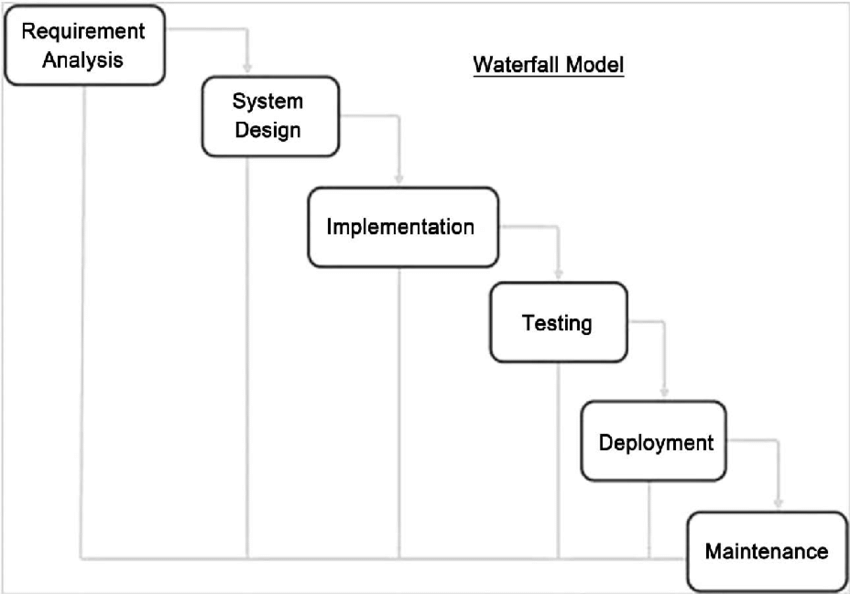 Requirement
Analysis
Waterfall Model
System
Design
Implementation
Testing
Deployment
Maintenance